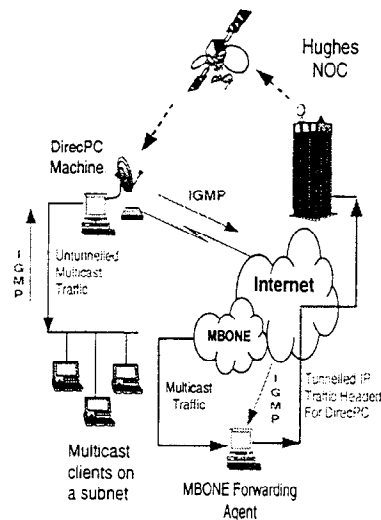 Hughes
NOC
DirecPC
Machine
IGMP
IGMP
Untunnelled
Multicast
Traffic
Internet
MBONE
Multicast
Traffic
IGMP
Tunnelled IP
Traffic Headed
For DirecPC
Multicast
clients on
a subnet
MBONE Forwarding
Agent